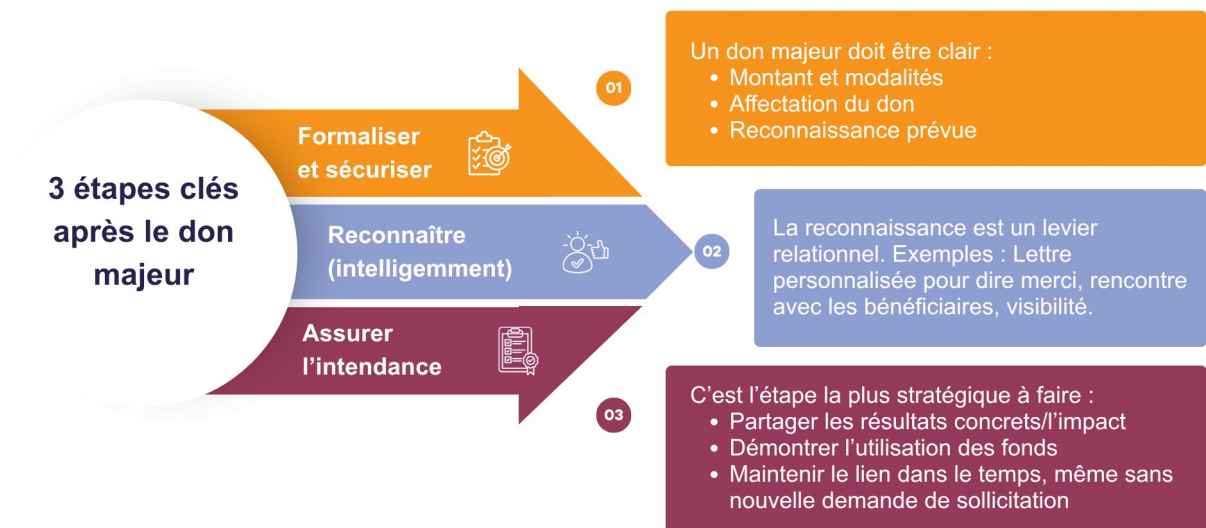 3 étapes clés
après le don
majeur
Formaliser
et sécuriser
01
Un don majeur doit être clair :
• Montant et modalités
• Affectation du don
• Reconnaissance prévue
Reconnaître
(intelligemment)
02
La reconnaissance est un levier
relationnel. Exemples : Lettre
personnalisée pour dire merci, rencontre
avec les bénéficiaires, visibilité.
Assurer
l’intendance
03
C’est l’étape la plus stratégique à faire :
• Partager les résultats concrets/l’impact
• Démontrer l’utilisation des fonds
• Maintenir le lien dans le temps, même sans
nouvelle demande de sollicitation